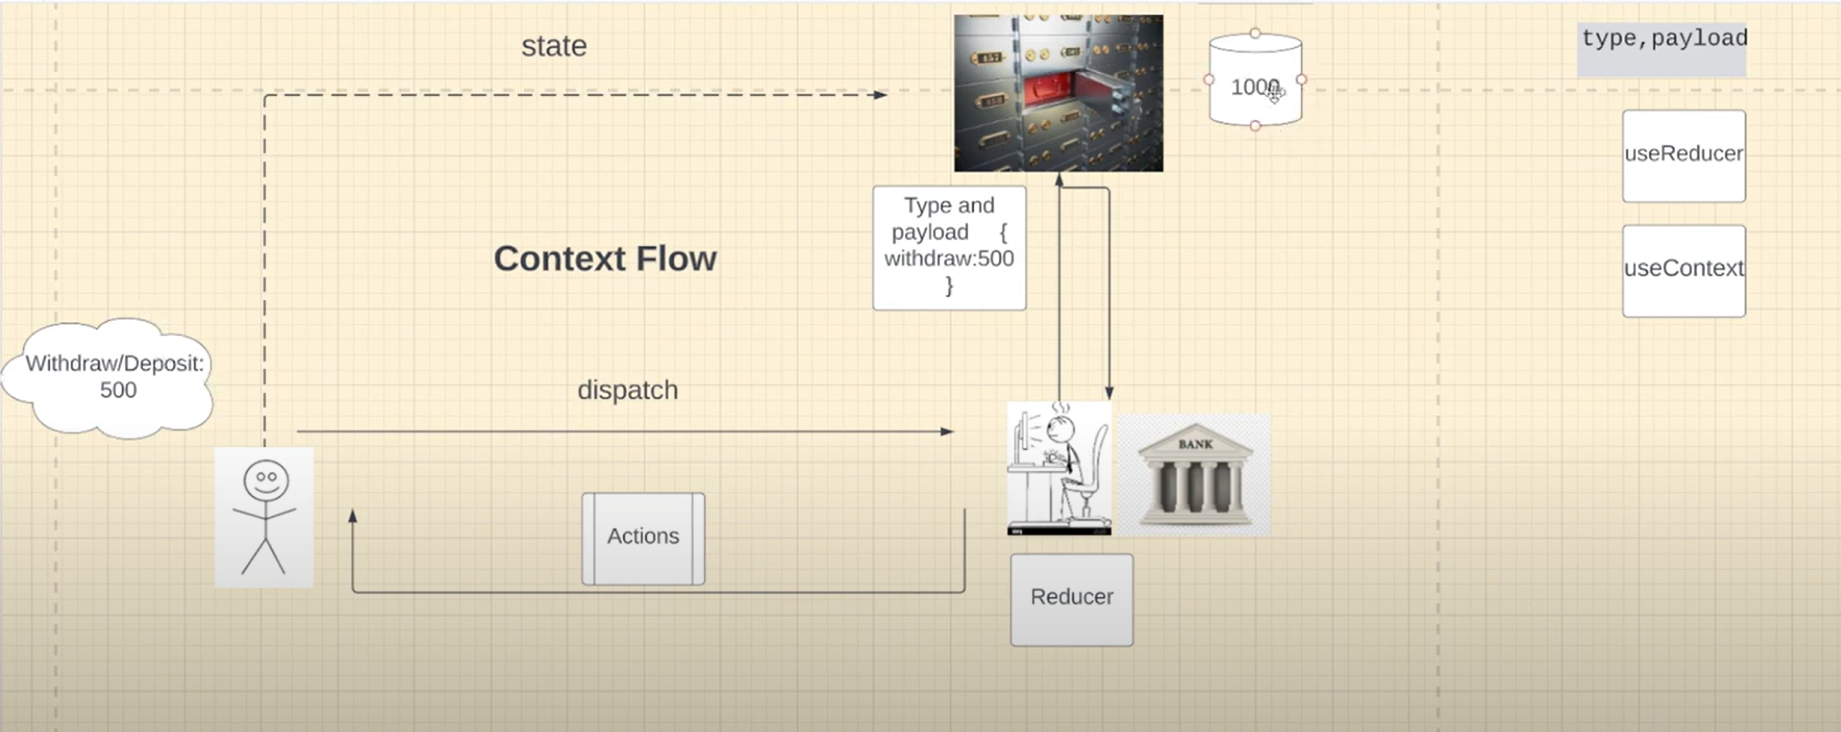 state
1000
type,payload
useReducer
Type and
payload {
withdraw:500
}
Context Flow
useContext
Withdraw/Deposit:
500
dispatch
BANK
Actions
Reducer